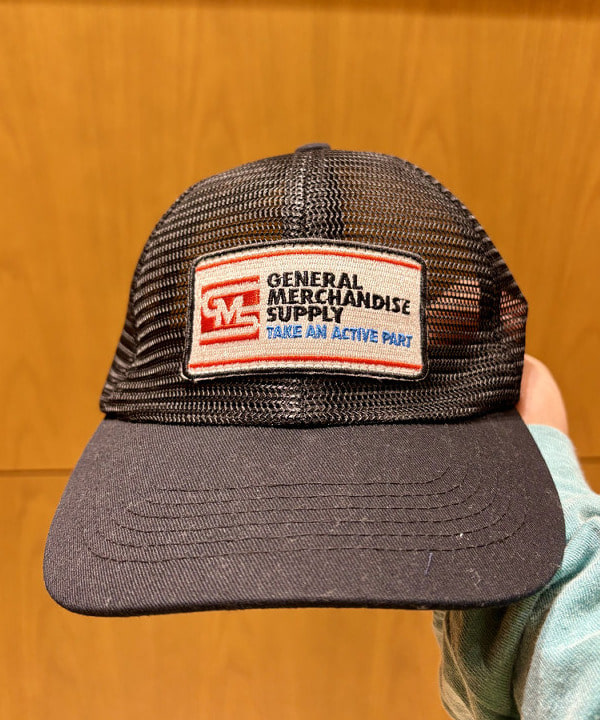 GMS
GENERAL
MERCHANDISE
SUPPLY
TAKE AN ACTIVE PART